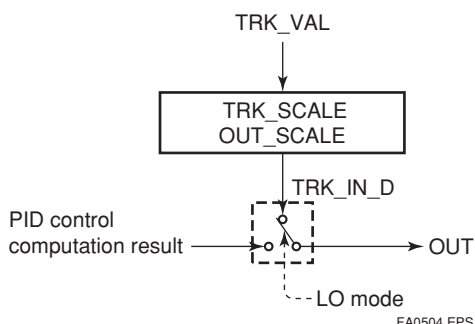 TRK_VAL
TRK_SCALE
OUT_SCALE
TRK_IN_D
PID control
computation result
OUT
LO mode
FA0504.EPS